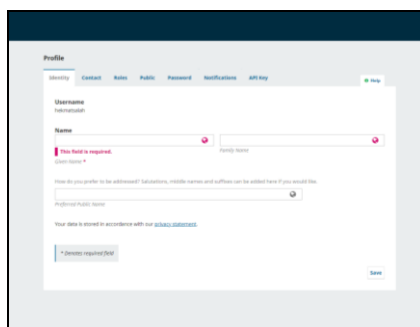 Profile
Identity Contact Roles Public Password Notifications API Key Help
Username
hekmatsaleh
Name
This field is required.
Given Name *
Family Name
How do you prefer to be addressed? Salutations, middle names and suffixes can be added here if you would like.
Preferred Public Name
Your data is stored in accordance with our privacy statement.
* Denotes required field
Save